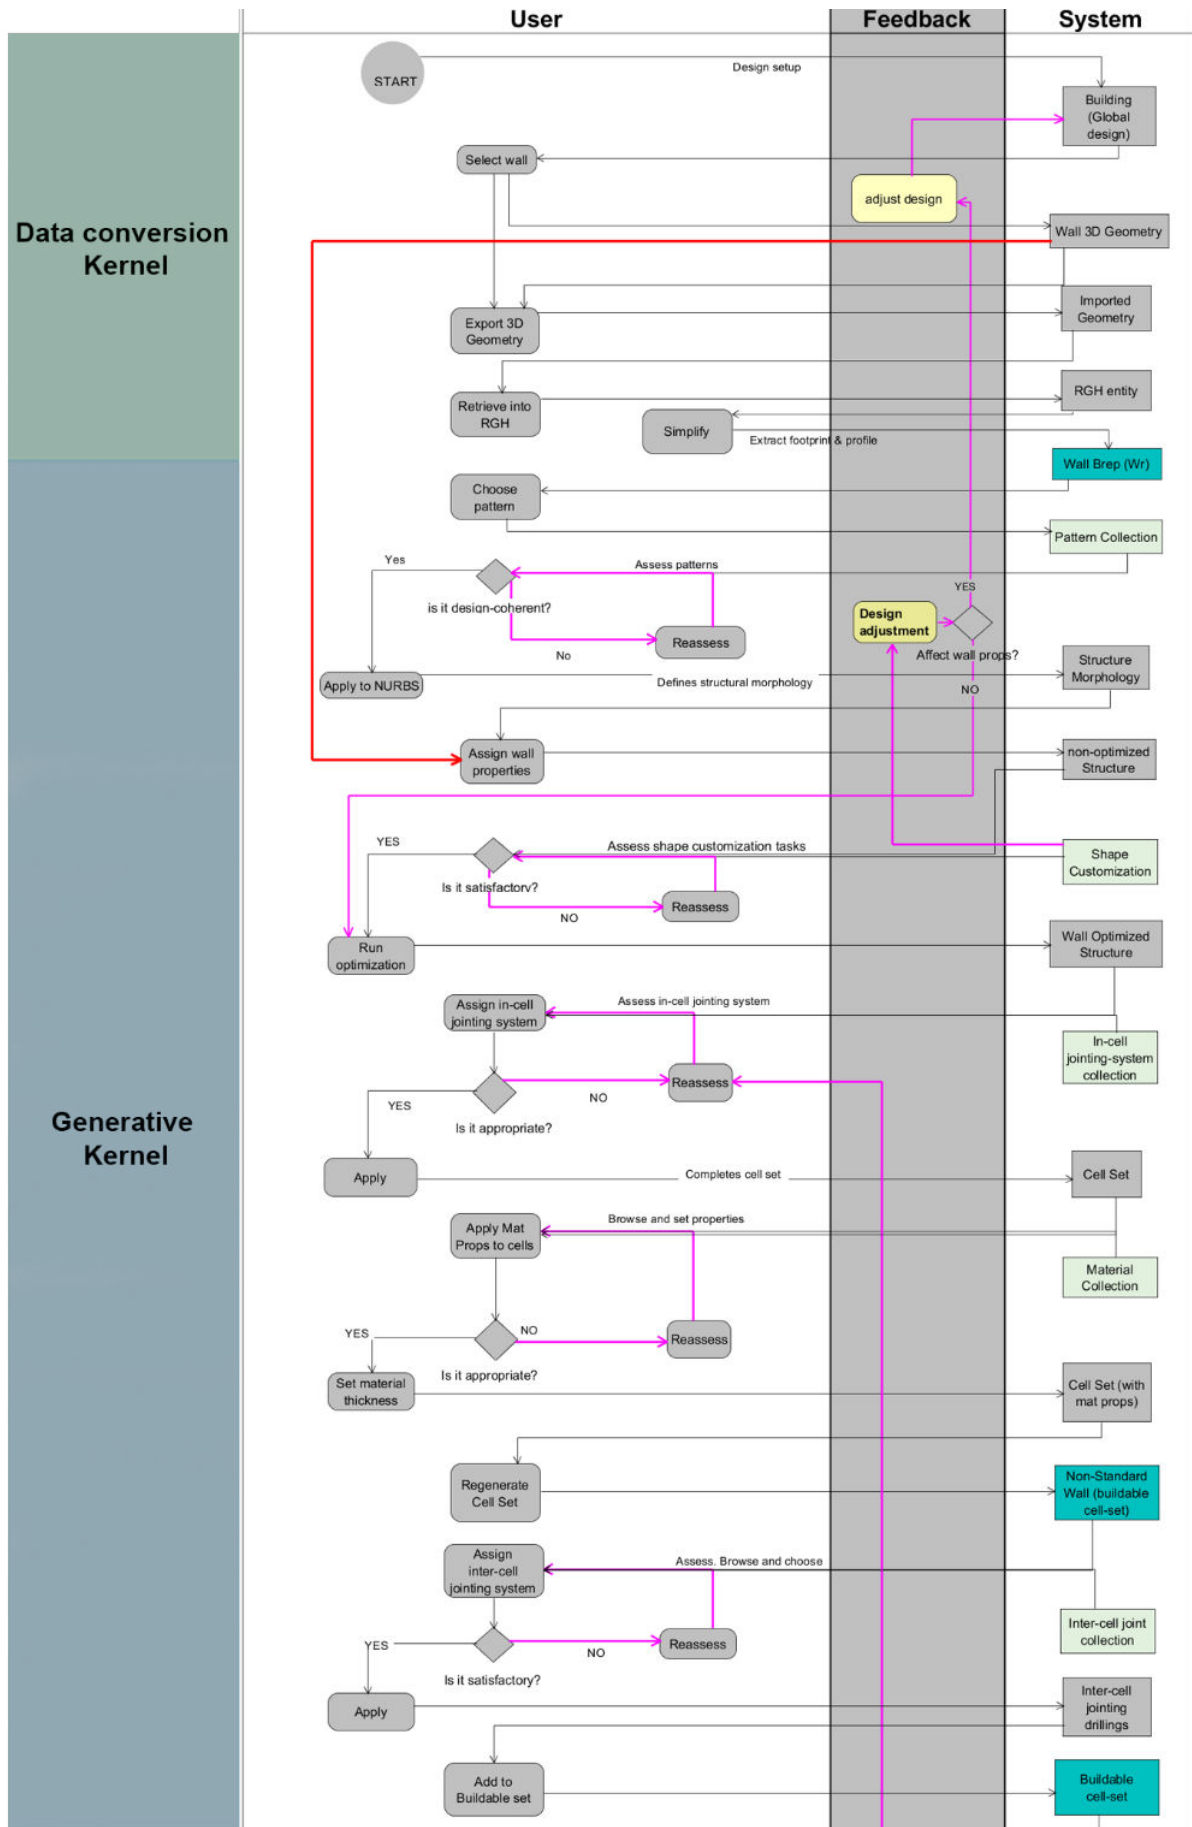 User
Feedback
System
START
Design setup
Building
(Global
design)
Select wall
adjust design
Data conversion
Kernel
Wall 3D Geometry
Export 3D
Geometry
Imported
Geometry
Retrieve into
RGH
RGH entity
Simplify
Extract footprint & profile
Wall Brep (Wr)
Choose
pattern
Pattern Collection
Yes
Assess patterns
is it design-coherent?
No
Reassess
YES
Design
adjustment
Affect wall props?
NO
Apply to NURBS
Defines structural morphology
Structure
Morphology
Assign wall
properties
non-optimized
Structure
YES
Assess shape customization tasks
Is it satisfactory?
NO
Reassess
Shape
Customization
Run
optimization
Wall Optimized
Structure
Assign in-cell
jointing system
Assess in-cell jointing system
In-cell
jointing-system
collection
Reassess
YES
NO
Is it appropriate?
Generative
Kernel
Apply
Completes cell set
Cell Set
Apply Mat
Props to cells
Browse and set properties
Material
Collection
YES
NO
Reassess
Is it appropriate?
Set material
thickness
Cell Set (with
mat props)
Regenerate
Cell Set
Non-Standard
Wall (buildable
cell-set)
Assign
inter-cell
jointing system
Assess. Browse and choose
Inter-cell joint
collection
YES
NO
Reassess
Is it satisfactory?
Apply
Inter-cell
jointing
drillings
Add to
Buildable set
Buildable
cell-set